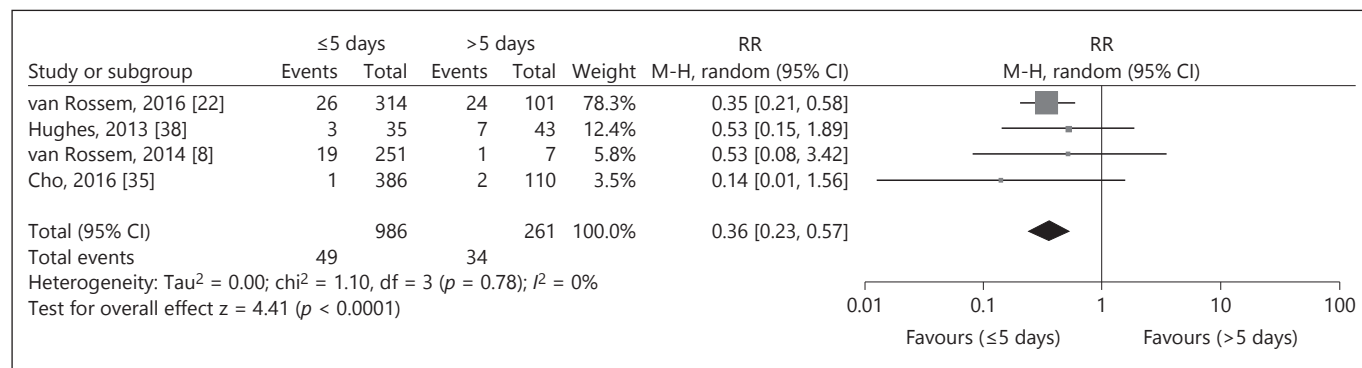 ≤5 days >5 days RR RR
Study or subgroup Events Total Events Total Weight M-H, random (95% CI) M-H, random (95% CI)
van Rossem, 2016 [22] 26 314 24 101 78.3% 0.35 [0.21, 0.58]
Hughes, 2013 [38] 3 35 7 43 12.4% 0.53 [0.15, 1.89]
van Rossem, 2014 [8] 19 251 1 7 5.8% 0.53 [0.08, 3.42]
Cho, 2016 [35] 1 386 2 110 3.5% 0.14 [0.01, 1.56]
Total (95% CI) 986 261 100.0% 0.36 [0.23, 0.57]
Total events 49 34
Heterogeneity: Tau² = 0.00; chi² = 1.10, df = 3 (p = 0.78); I² = 0%
Test for overall effect z = 4.41 (p < 0.0001)
0.01 0.1 1 10 100
Favours (≤5 days) Favours (>5 days)